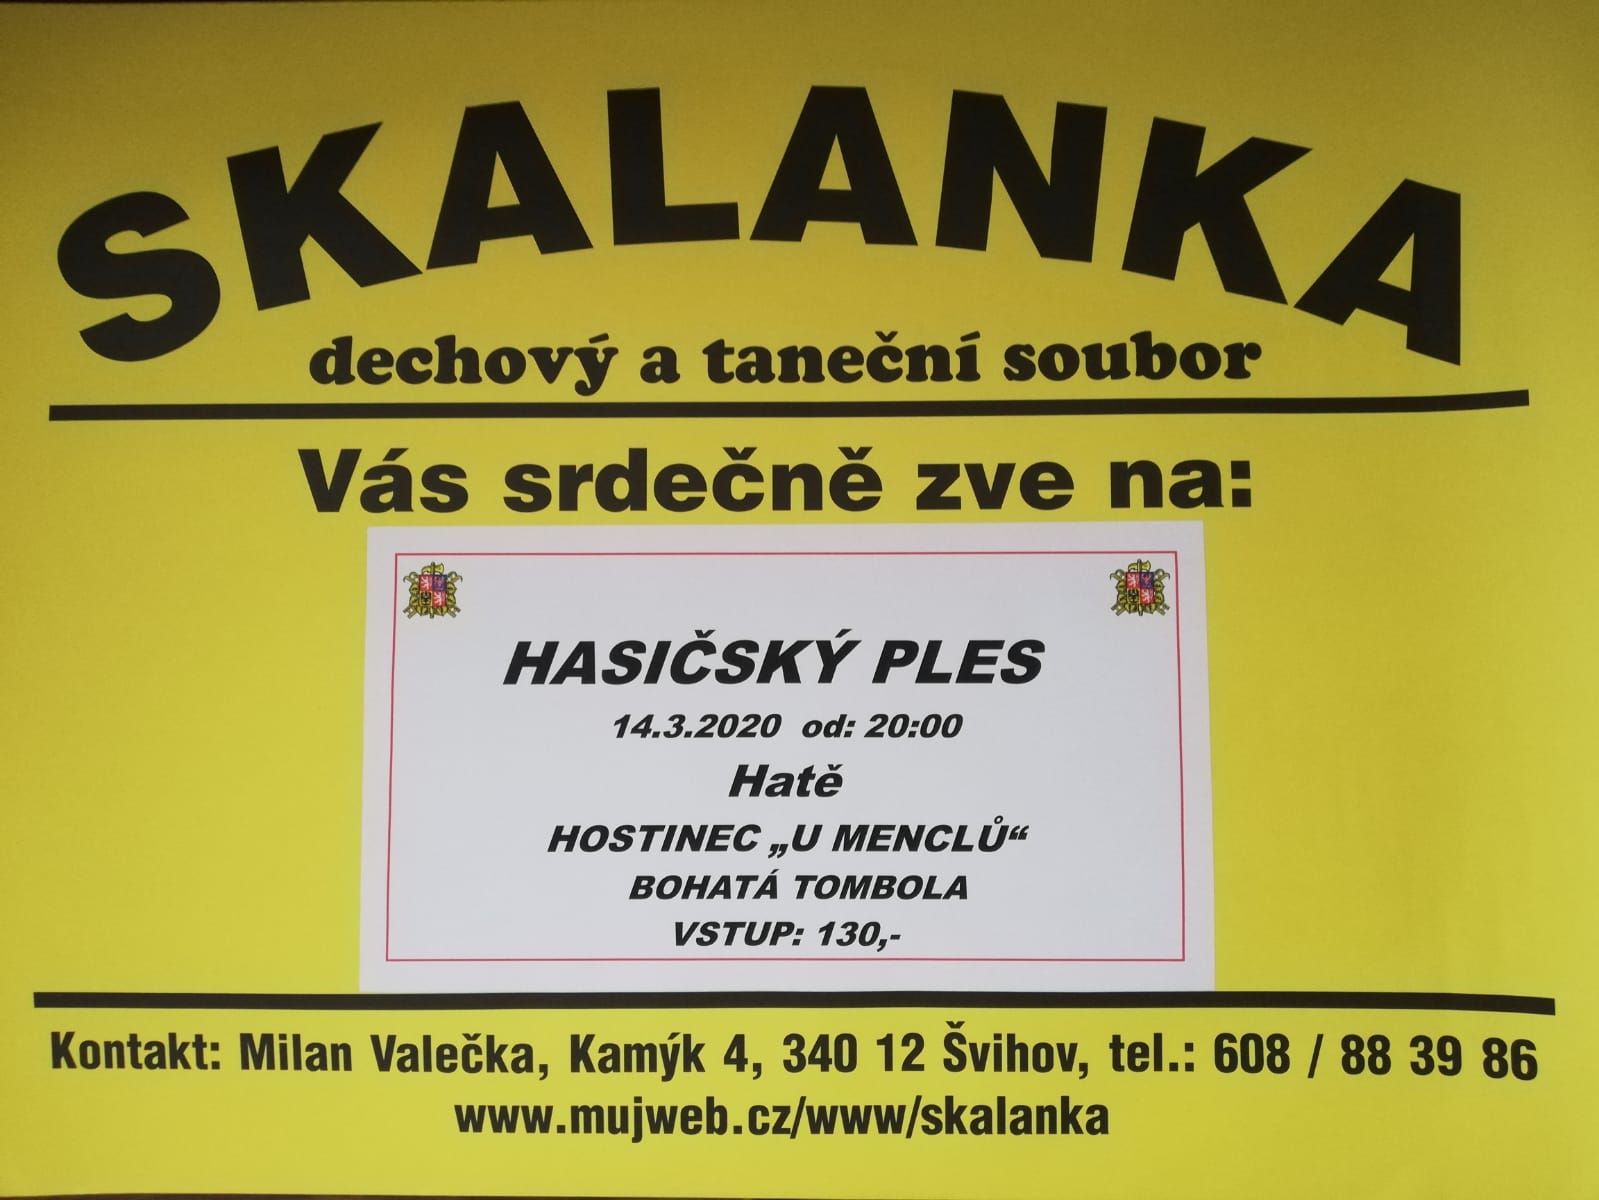 SKALANKA
dechový a taneční soubor
Vás srdečně zve na:
HASIČSKÝ PLES
14.3.2020 od: 20:00
Hatě
HOSTINEC „U MENCLŮ“
BOHATÁ TOMBOLA
VSTUP: 130,-
Kontakt: Milan Valečka, Kamýk 4, 340 12 Švihov, tel.: 608 / 88 39 86
www.mujweb.cz/www/skalanka